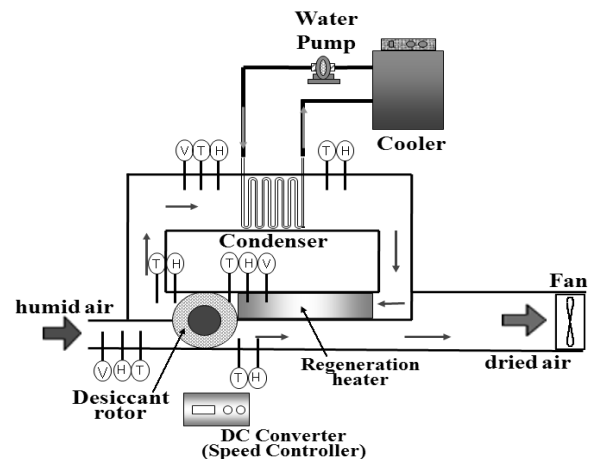 Water
Pump
Cooler
V T H
T H
Condenser
T H
T H V
Fan
humid air
dried air
V H T
T H
Regeneration
heater
Desiccant
rotor
DC Converter
(Speed Controller)